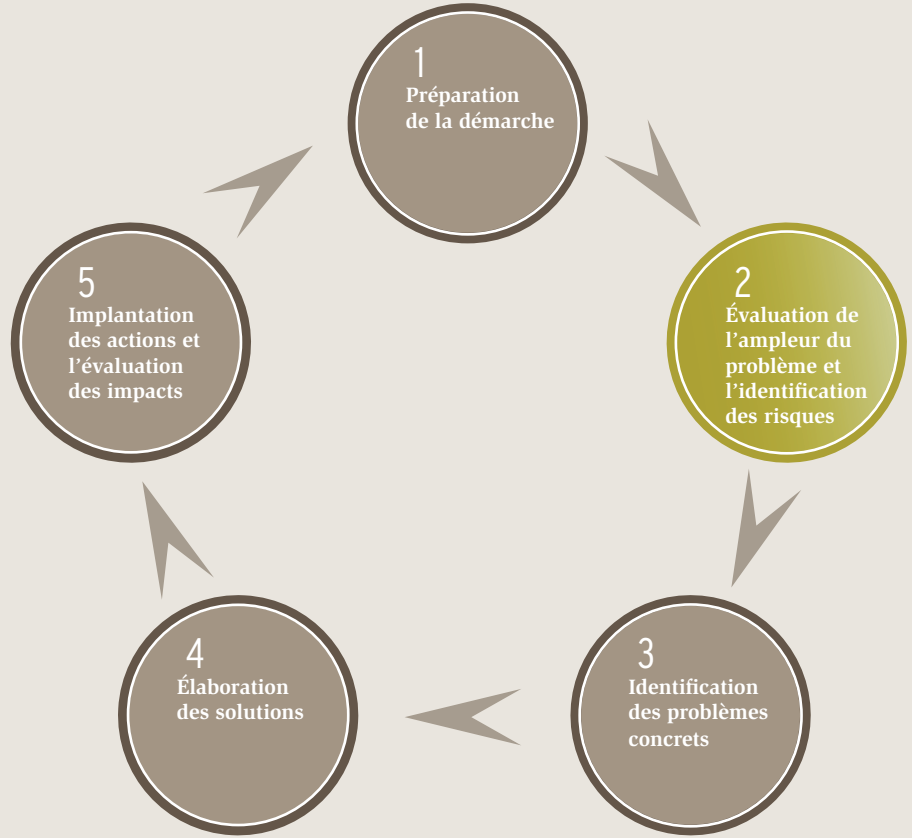 1
Préparation
de la démarche
2
Évaluation de
l’ampleur du
problème et
l’identification
des risques
3
Identification
des problèmes
concrets
4
Élaboration
des solutions
5
Implantation
des actions et
l’évaluation
des impacts